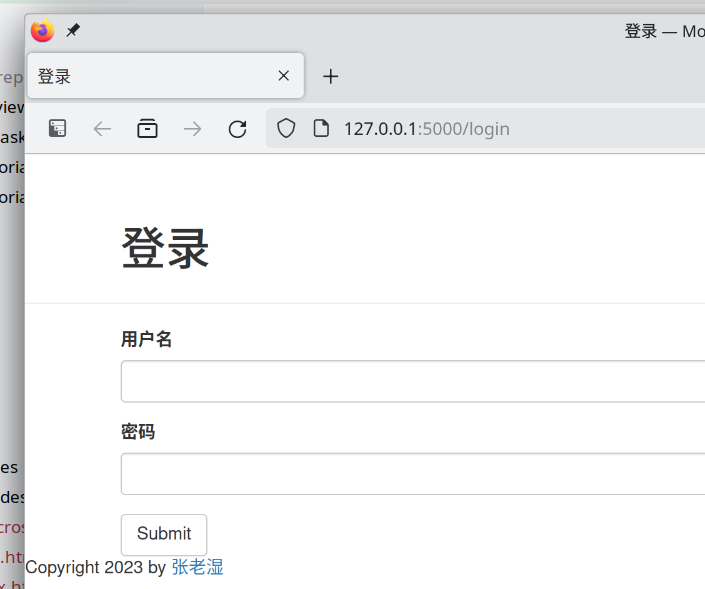 登录 — Mo
登录
127.0.0.1:5000/login
rep
view
ask
oria
oria
登录
用户名
密码
Submit
es
des
cros
.ht
Copyright 2023 by 张老湿
x.h